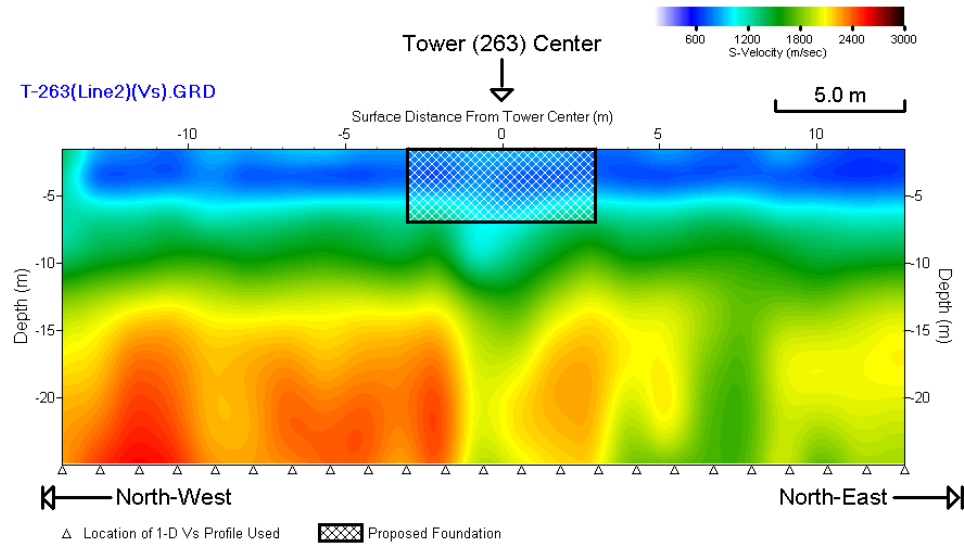 600 1200 1800 2400 3000
S-Velocity (m/sec)
Tower (263) Center
T-263(Line2)(Vs).GRD
5.0 m
Surface Distance From Tower Center (m)
-10 -5 0 5 10
-5 -5
-10 -10
-15 -15
-20 -20
Depth (m)
Depth (m)
North-West North-East
Location of 1-D Vs Profile Used Proposed Foundation